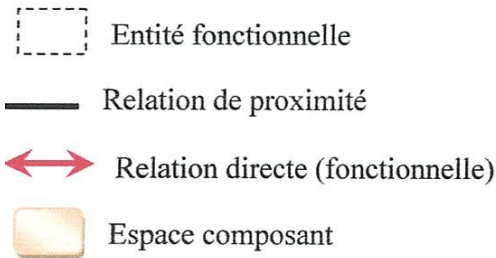 Entité fonctionnelle
Relation de proximité
Relation directe (fonctionnelle)
Espace composant